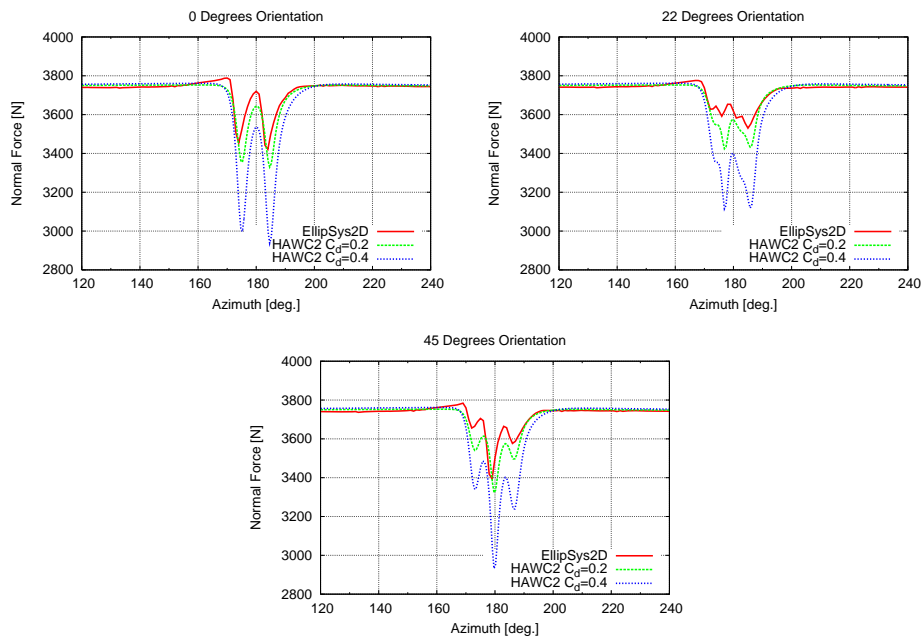 0 Degrees Orientation
4000
3800
3600
3400
3200
3000
2800
Normal Force [N]
EllipSys2D
HAWC2 Cd=0.2
HAWC2 Cd=0.4
120 140 160 180 200 220 240
Azimuth [deg.]
22 Degrees Orientation
4000
3800
3600
3400
3200
3000
2800
Normal Force [N]
EllipSys2D
HAWC2 Cd=0.2
HAWC2 Cd=0.4
120 140 160 180 200 220 240
Azimuth [deg.]
45 Degrees Orientation
4000
3800
3600
3400
3200
3000
2800
Normal Force [N]
EllipSys2D
HAWC2 Cd=0.2
HAWC2 Cd=0.4
120 140 160 180 200 220 240
Azimuth [deg.]